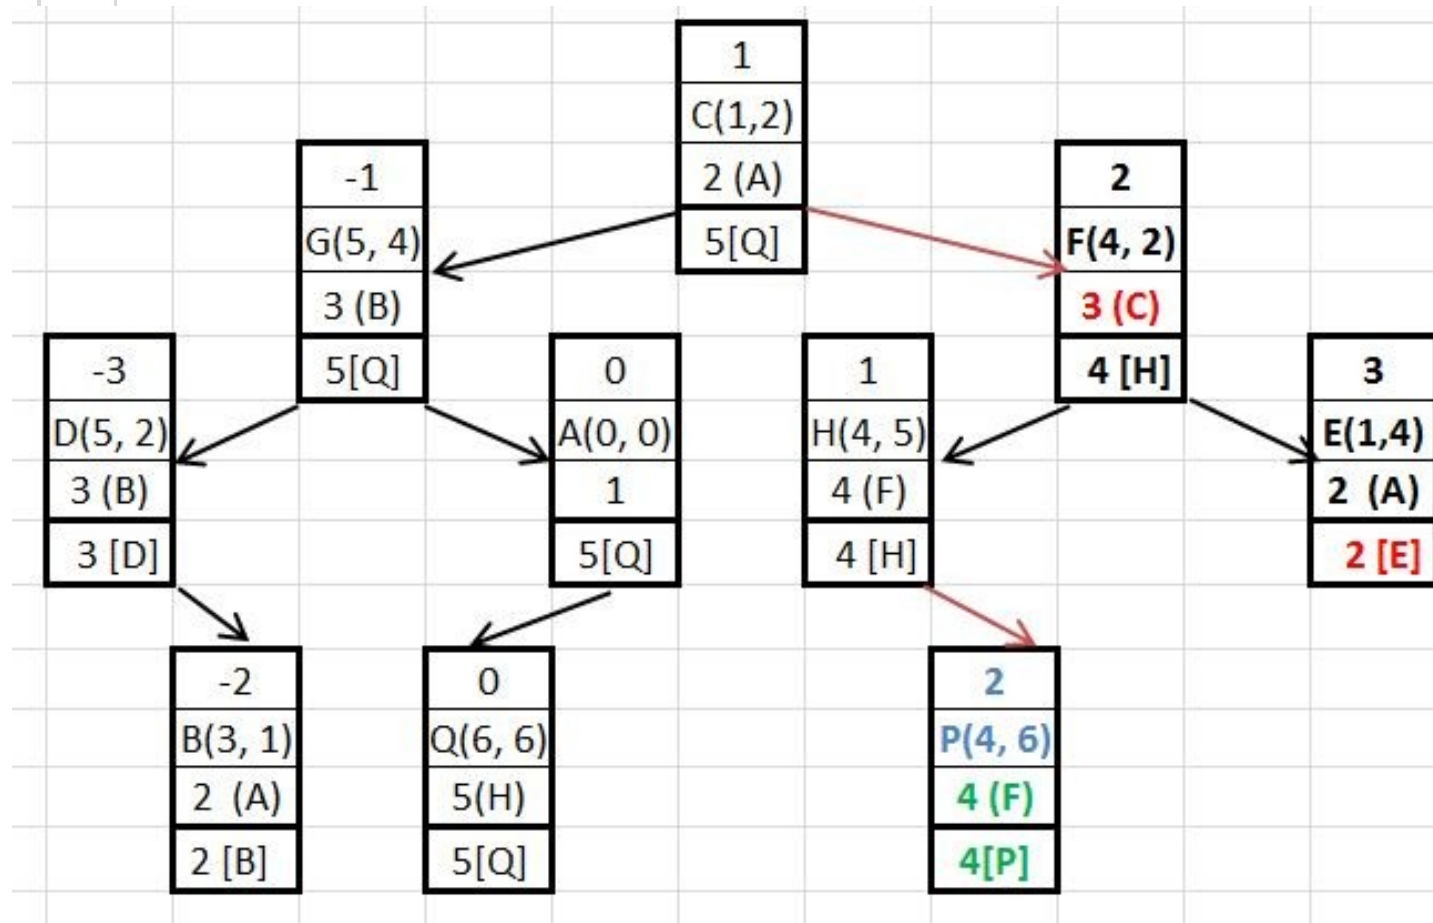 1
C(1,2)
2 (A)
5[Q]
-1
G(5, 4)
3 (B)
5[Q]
2
F(4, 2)
3 (C)
4 [H]
-3
D(5, 2)
3 (B)
3 [D]
0
A(0, 0)
1
5[Q]
1
H(4, 5)
4 (F)
4 [H]
3
E(1,4)
2 (A)
2 [E]
-2
B(3, 1)
2 (A)
2 [B]
0
Q(6, 6)
5(H)
5[Q]
2
P(4, 6)
4 (F)
4[P]